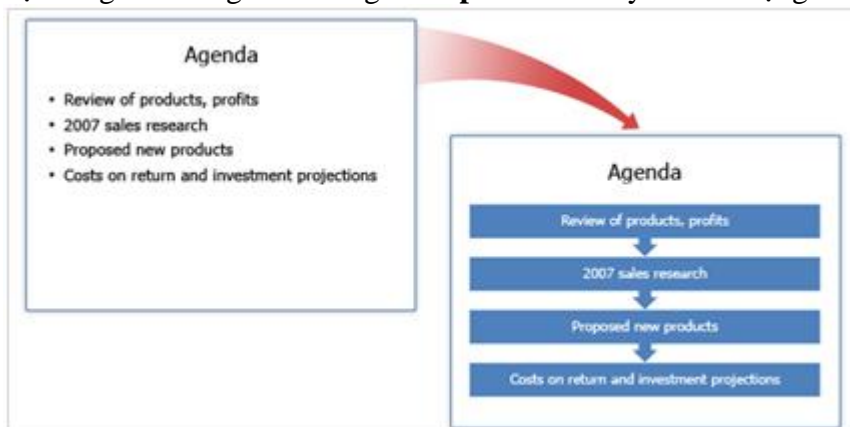 Agenda
• Review of products, profits
• 2007 sales research
• Proposed new products
• Costs on return and investment projections
Agenda
Review of products, profits
2007 sales research
Proposed new products
Costs on return and investment projections